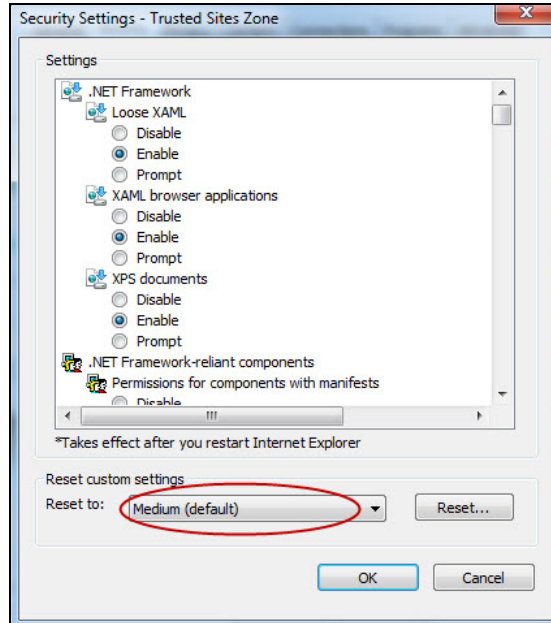 Security Settings - Trusted Sites Zone
Settings
.NET Framework
Loose XAML
Disable
Enable
Prompt
XAML browser applications
Disable
Enable
Prompt
XPS documents
Disable
Enable
Prompt
.NET Framework-reliant components
Permissions for components with manifests
Disable
*Takes effect after you restart Internet Explorer
Reset custom settings
Reset to: Medium (default) Reset...
OK Cancel